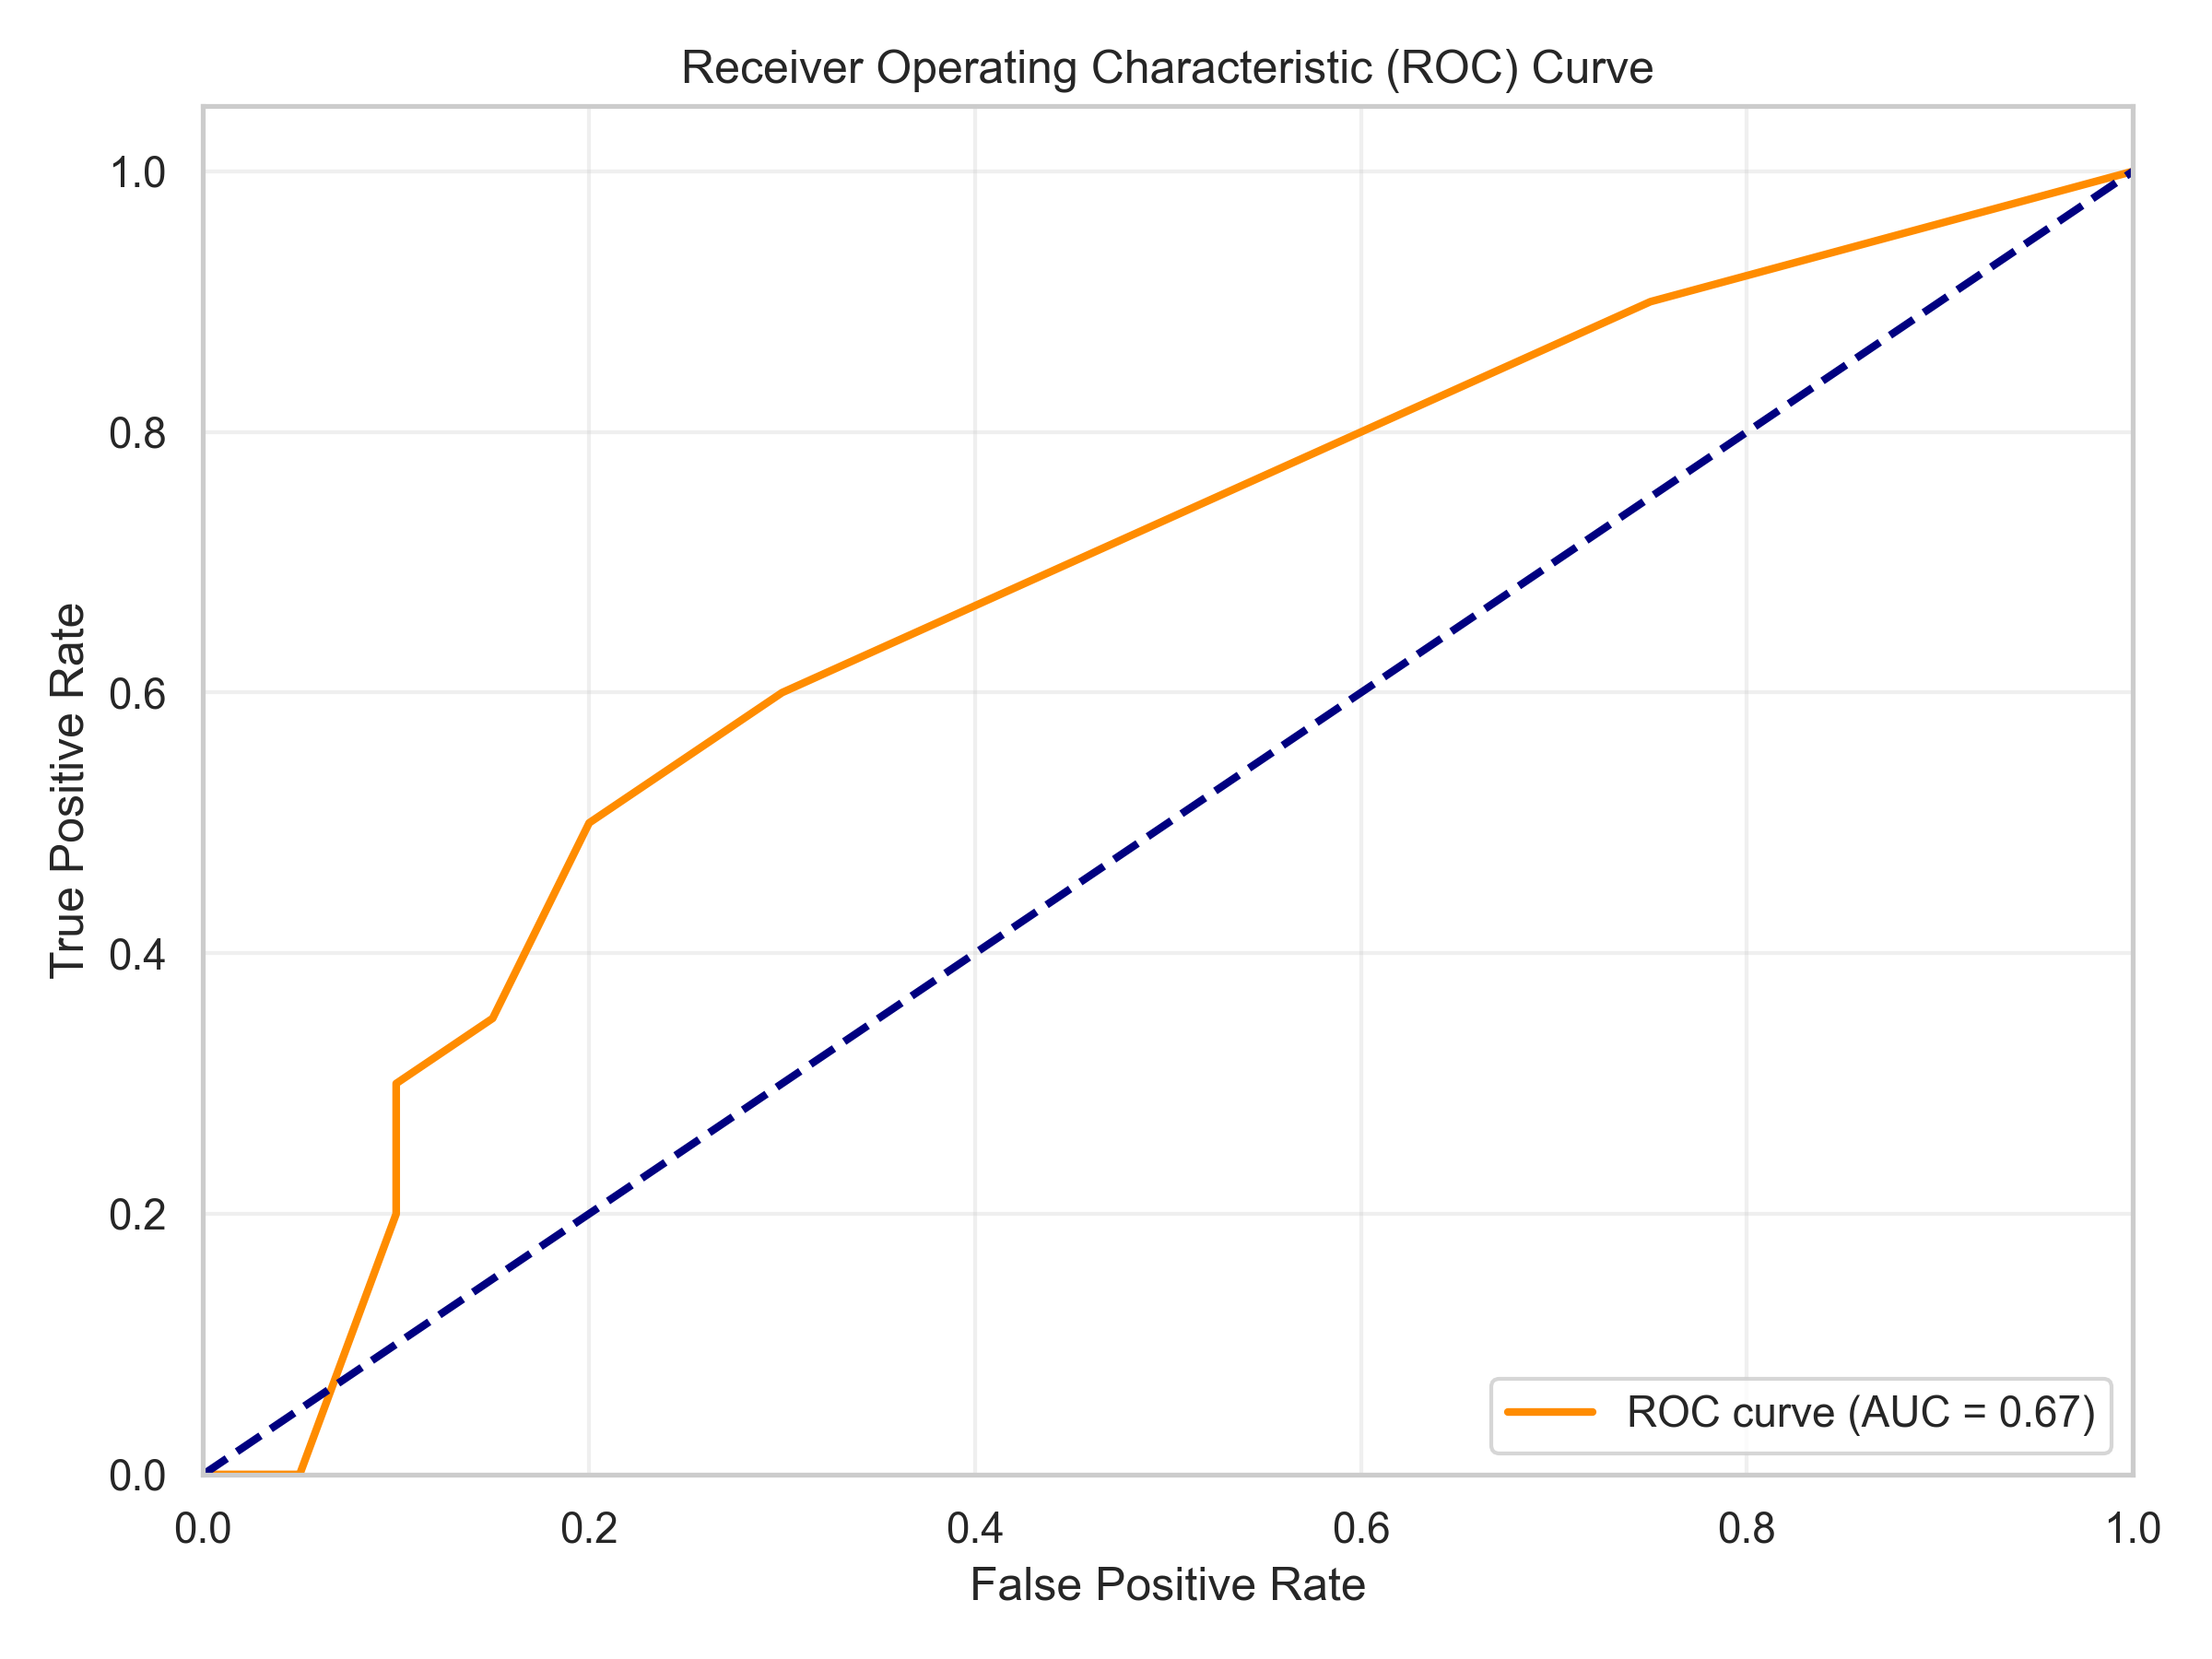 Receiver Operating Characteristic (ROC) Curve
1.0
0.8
0.6
0.4
0.2
0.0
True Positive Rate
ROC curve (AUC = 0.67)
0.0 0.2 0.4 0.6 0.8 1.0
False Positive Rate